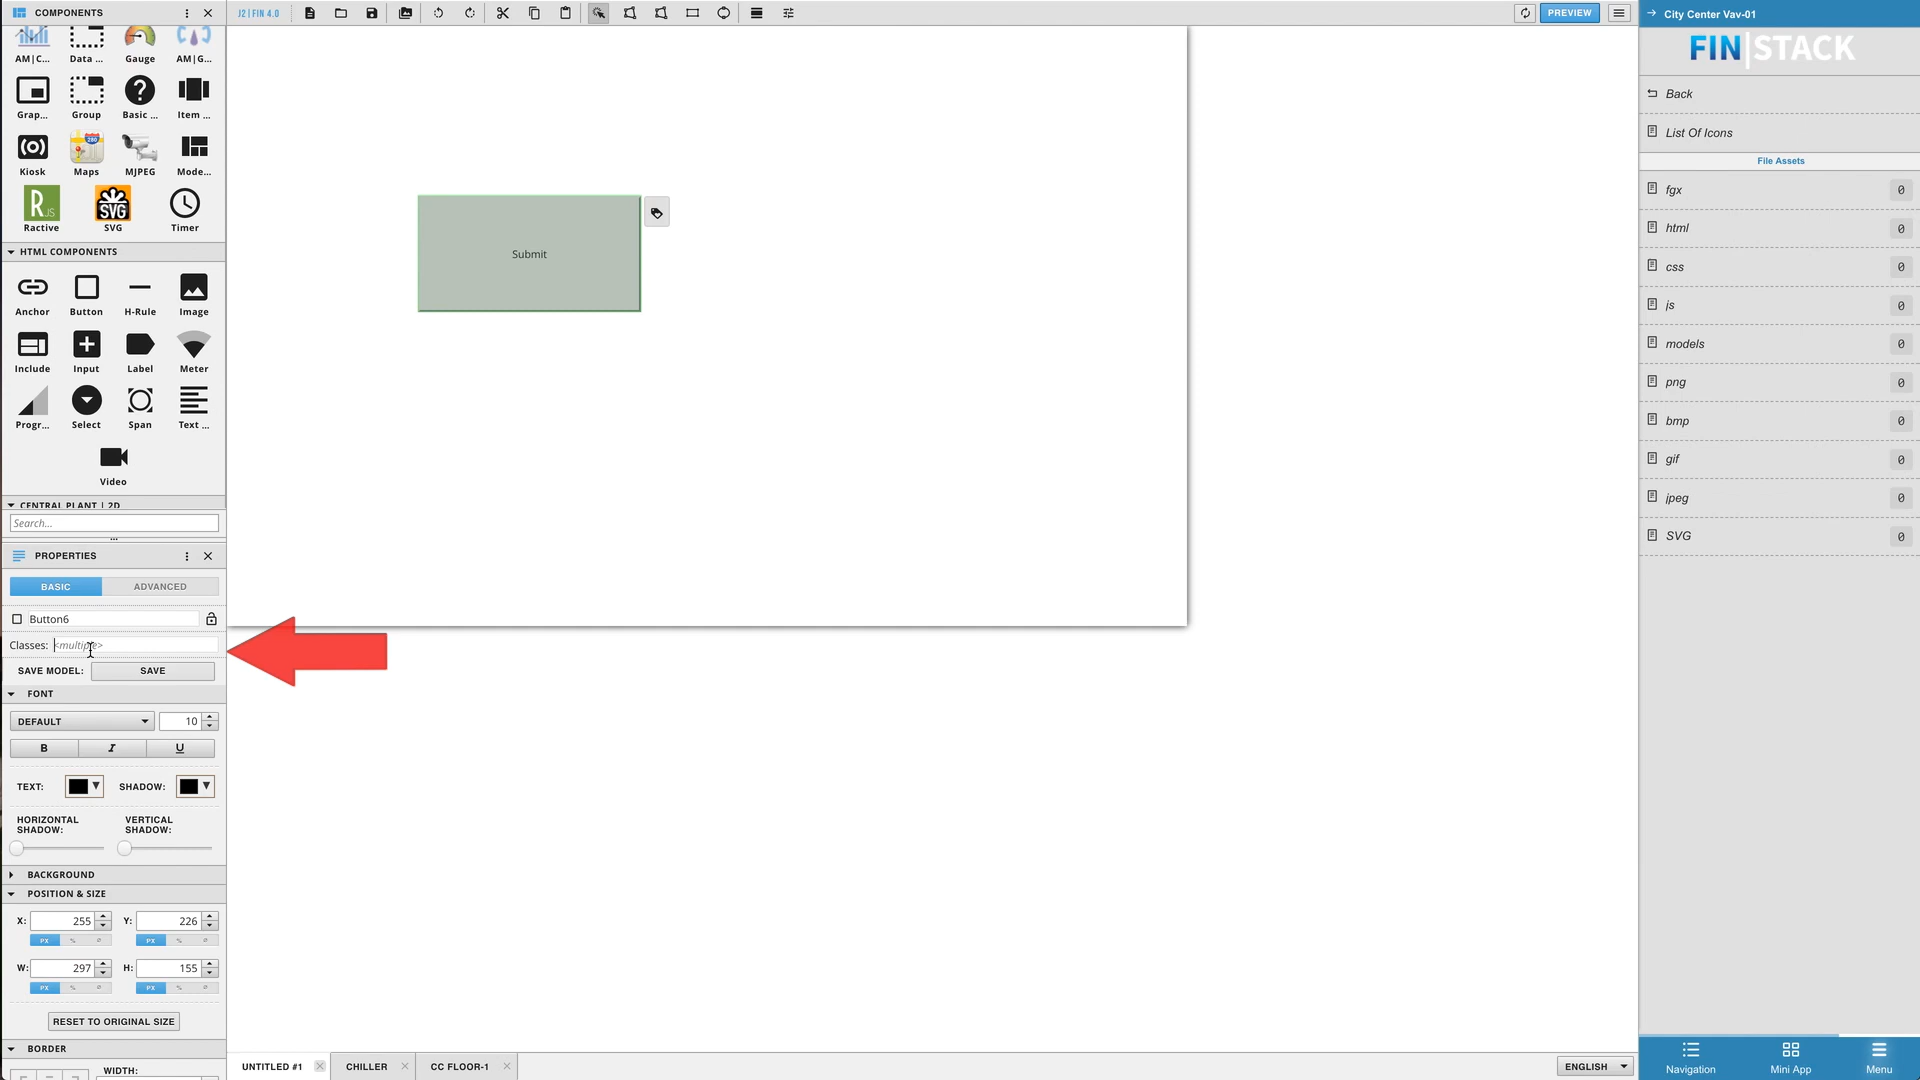 COMPONENTS
AM|C... Data ... Gauge AM|G...
Grap... Group Basic ... Item ...
Kiosk Maps MJPEG Mode...
Ractive SVG Timer
HTML COMPONENTS
Anchor Button H-Rule Image
Include Input Label Meter
Progr... Select Span Text ...
Video
CENTRAL PLANT | 2D
Search...
PROPERTIES
BASIC ADVANCED
Button6
Classes: <multiple>
SAVE MODEL: SAVE
FONT
DEFAULT 10
B I U
TEXT: SHADOW:
HORIZONTAL SHADOW: VERTICAL SHADOW:
BACKGROUND
POSITION & SIZE
X: 255 Y: 226
PX % PX %
W: 297 H: 155
PX % PX %
RESET TO ORIGINAL SIZE
BORDER
WIDTH:
J2 | FIN 4.0
PREVIEW
Submit
UNTITLED #1 CHILLER CC FLOOR-1
ENGLISH
City Center Vav-01
FIN|STACK
Back
List Of Icons
File Assets
fgx 0
html 0
css 0
js 0
models 0
png 0
bmp 0
gif 0
jpeg 0
SVG 0
Navigation Mini App Menu